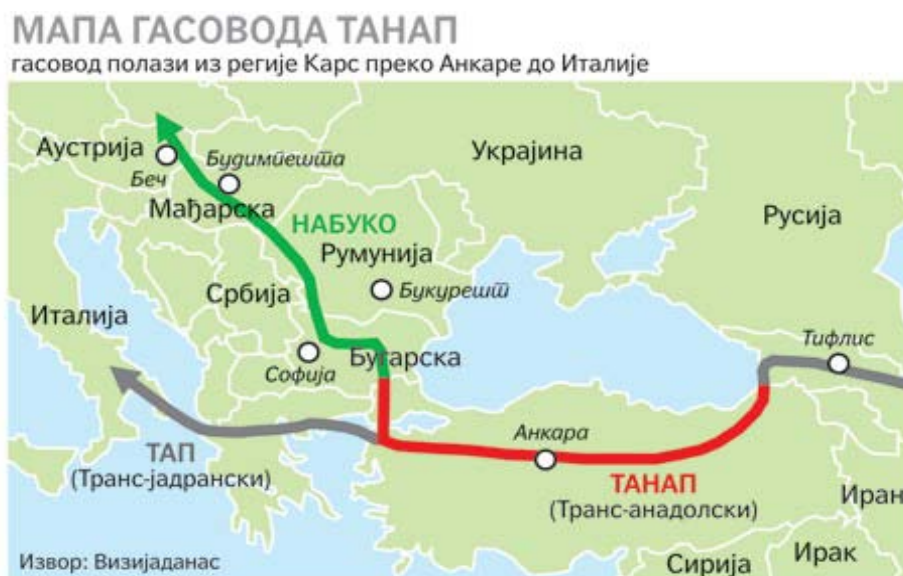 МАПА ГАСОВОДА ТАНАП
гасовод полази из регије Карс преко Анкаре до Италије
Аустрија
Беч
Будимпешта
Мађарска
Украјина
Русија
НАБУКО
Румунија
Букурешт
Србија
Италија
Софија
Бугарска
Тифлис
ТАП
(Транс-јадрански)
Анкара
ТАНАП
(Транс-анадолски)
Иран
Сирија
Ирак
Извор: Визијаданас